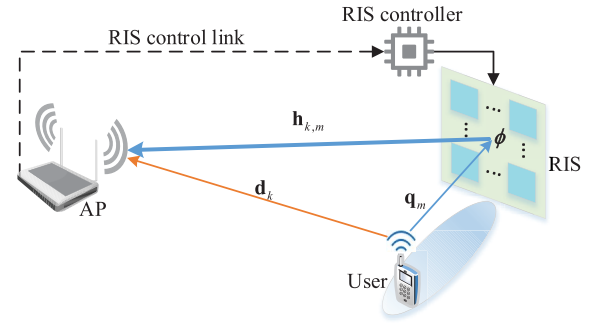 RIS controller
RIS control link
h_{k,m}
ϕ
RIS
AP
d_k
q_m
User